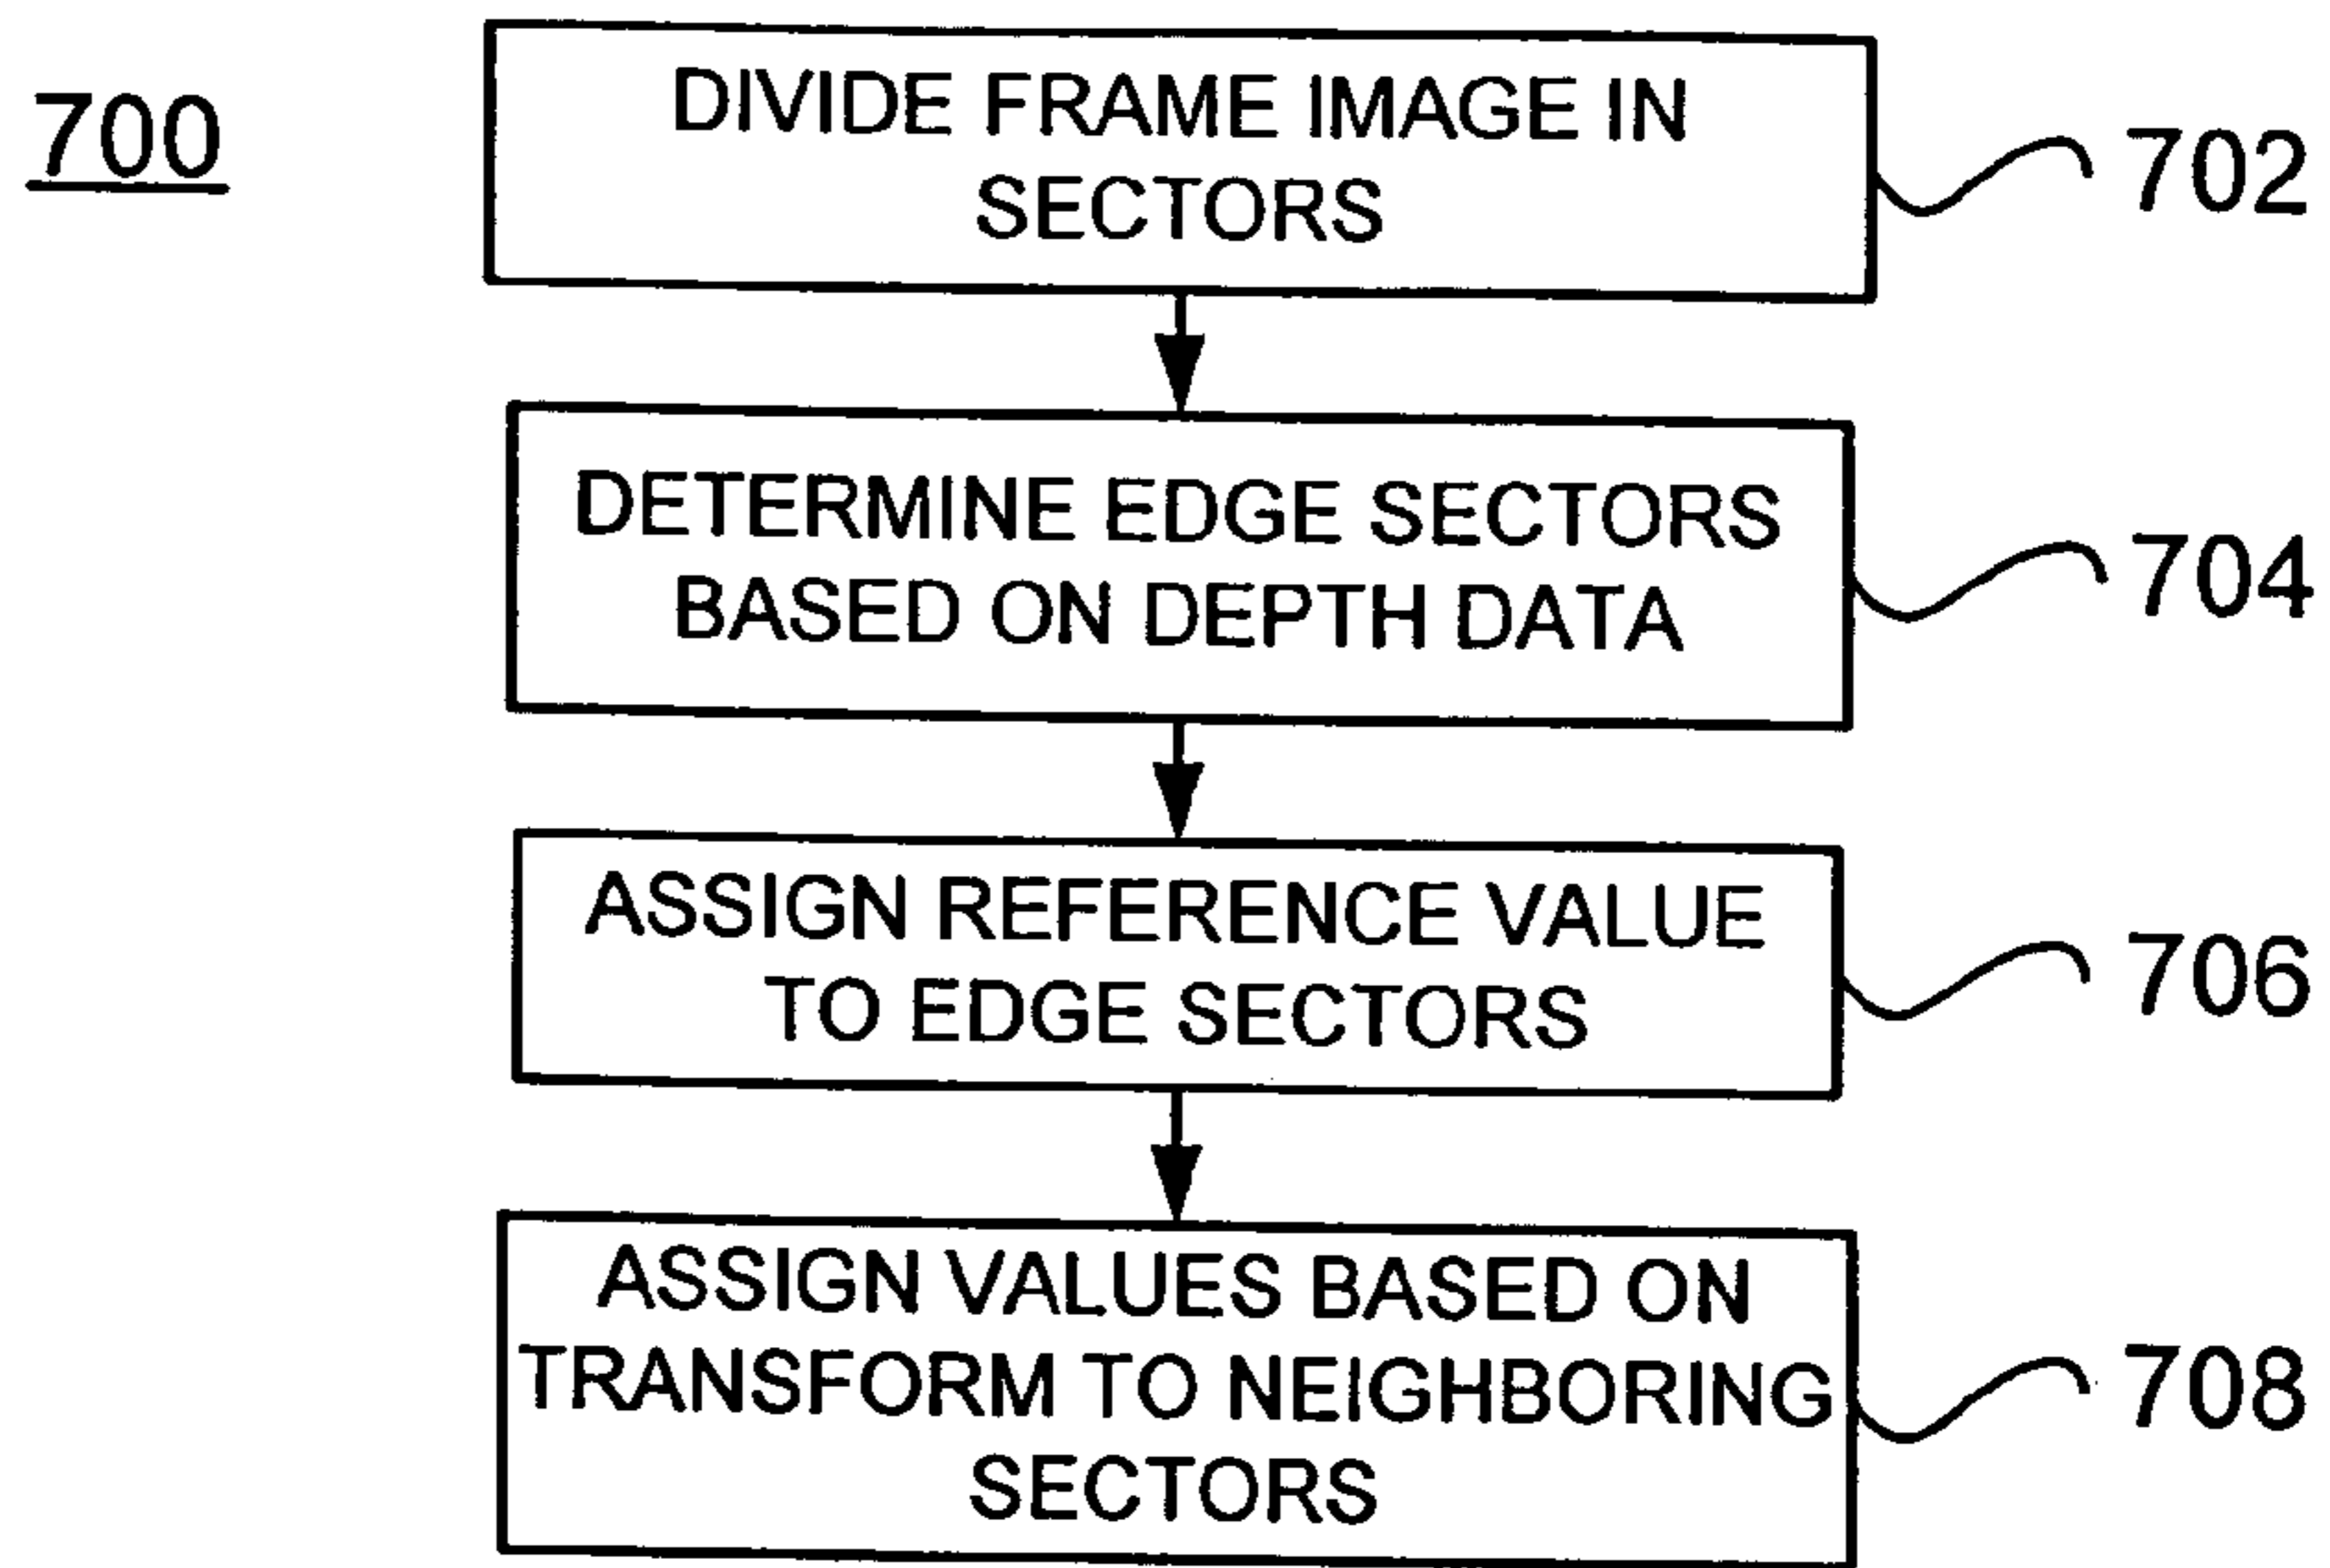 700
DIVIDE FRAME IMAGE IN
SECTORS
702
DETERMINE EDGE SECTORS
BASED ON DEPTH DATA
704
ASSIGN REFERENCE VALUE
TO EDGE SECTORS
706
ASSIGN VALUES BASED ON
TRANSFORM TO NEIGHBORING
SECTORS
708